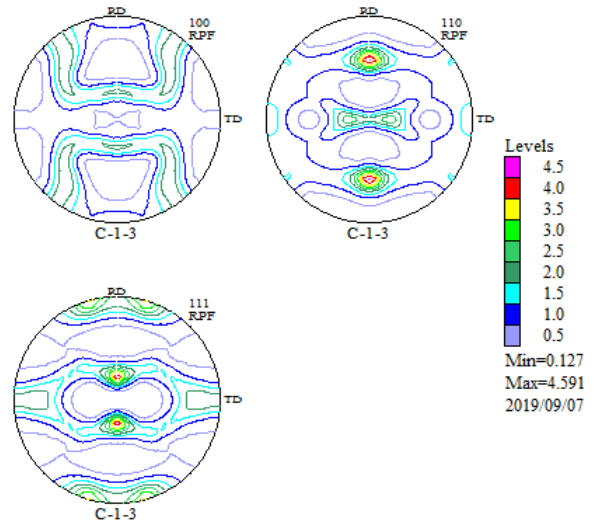 RD
100
RPF
TD
C-1-3
RD
110
RPF
TD
C-1-3
Levels
4.5
4.0
3.5
3.0
2.5
2.0
1.5
1.0
0.5
Min=0.127
Max=4.591
2019/09/07
RD
111
RPF
TD
C-1-3